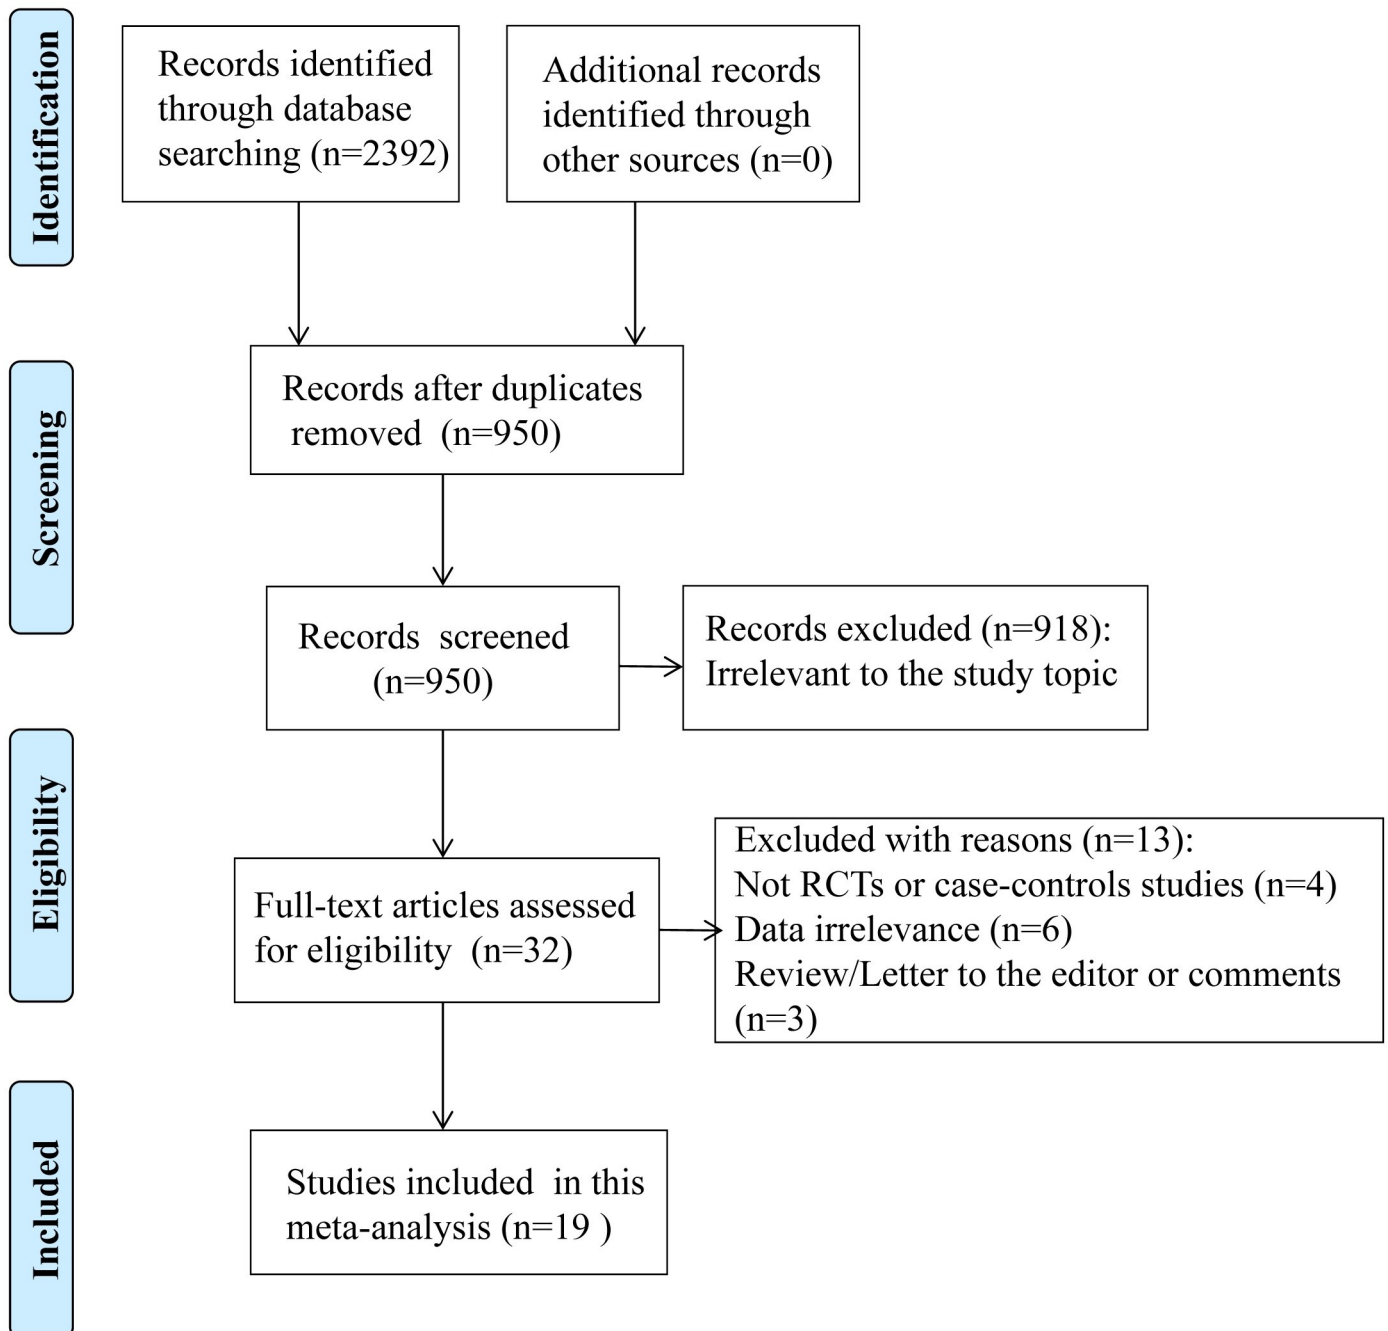 Identification
Records identified
through database
searching (n=2392)
Additional records
identified through
other sources (n=0)
Screening
Records after duplicates
removed (n=950)
Records screened
(n=950)
Records excluded (n=918):
Irrelevant to the study topic
Eligibility
Full-text articles assessed
for eligibility (n=32)
Excluded with reasons (n=13):
Not RCTs or case-controls studies (n=4)
Data irrelevance (n=6)
Review/Letter to the editor or comments
(n=3)
Included
Studies included in this
meta-analysis (n=19 )